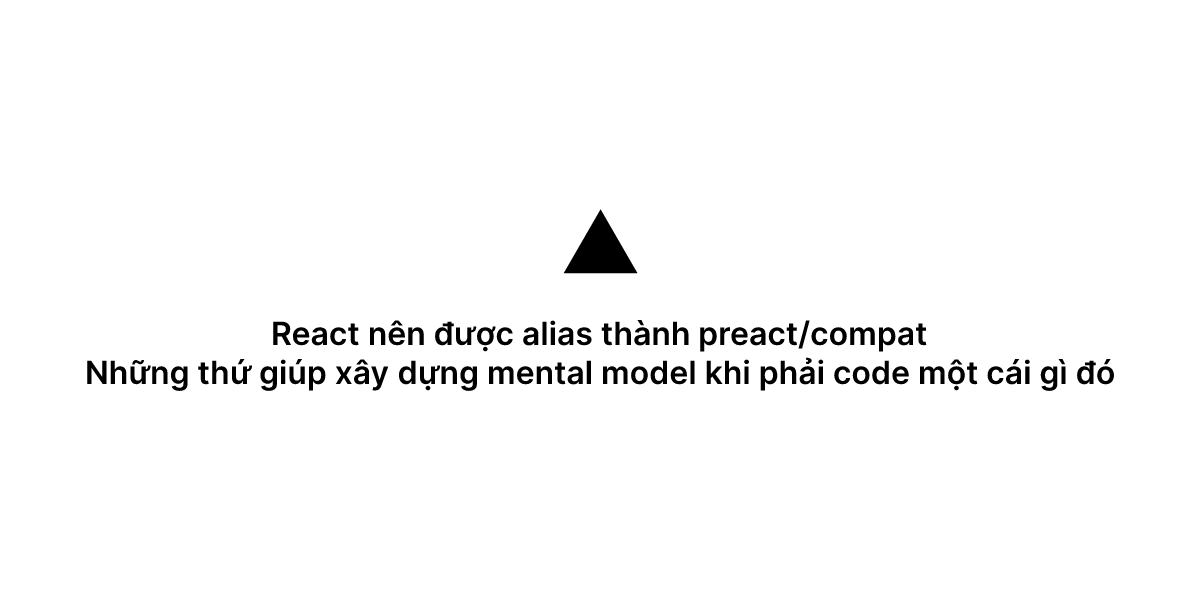 React nên được alias thành preact/compat
Những thứ giúp xây dựng mental model khi phải code một cái gì đó